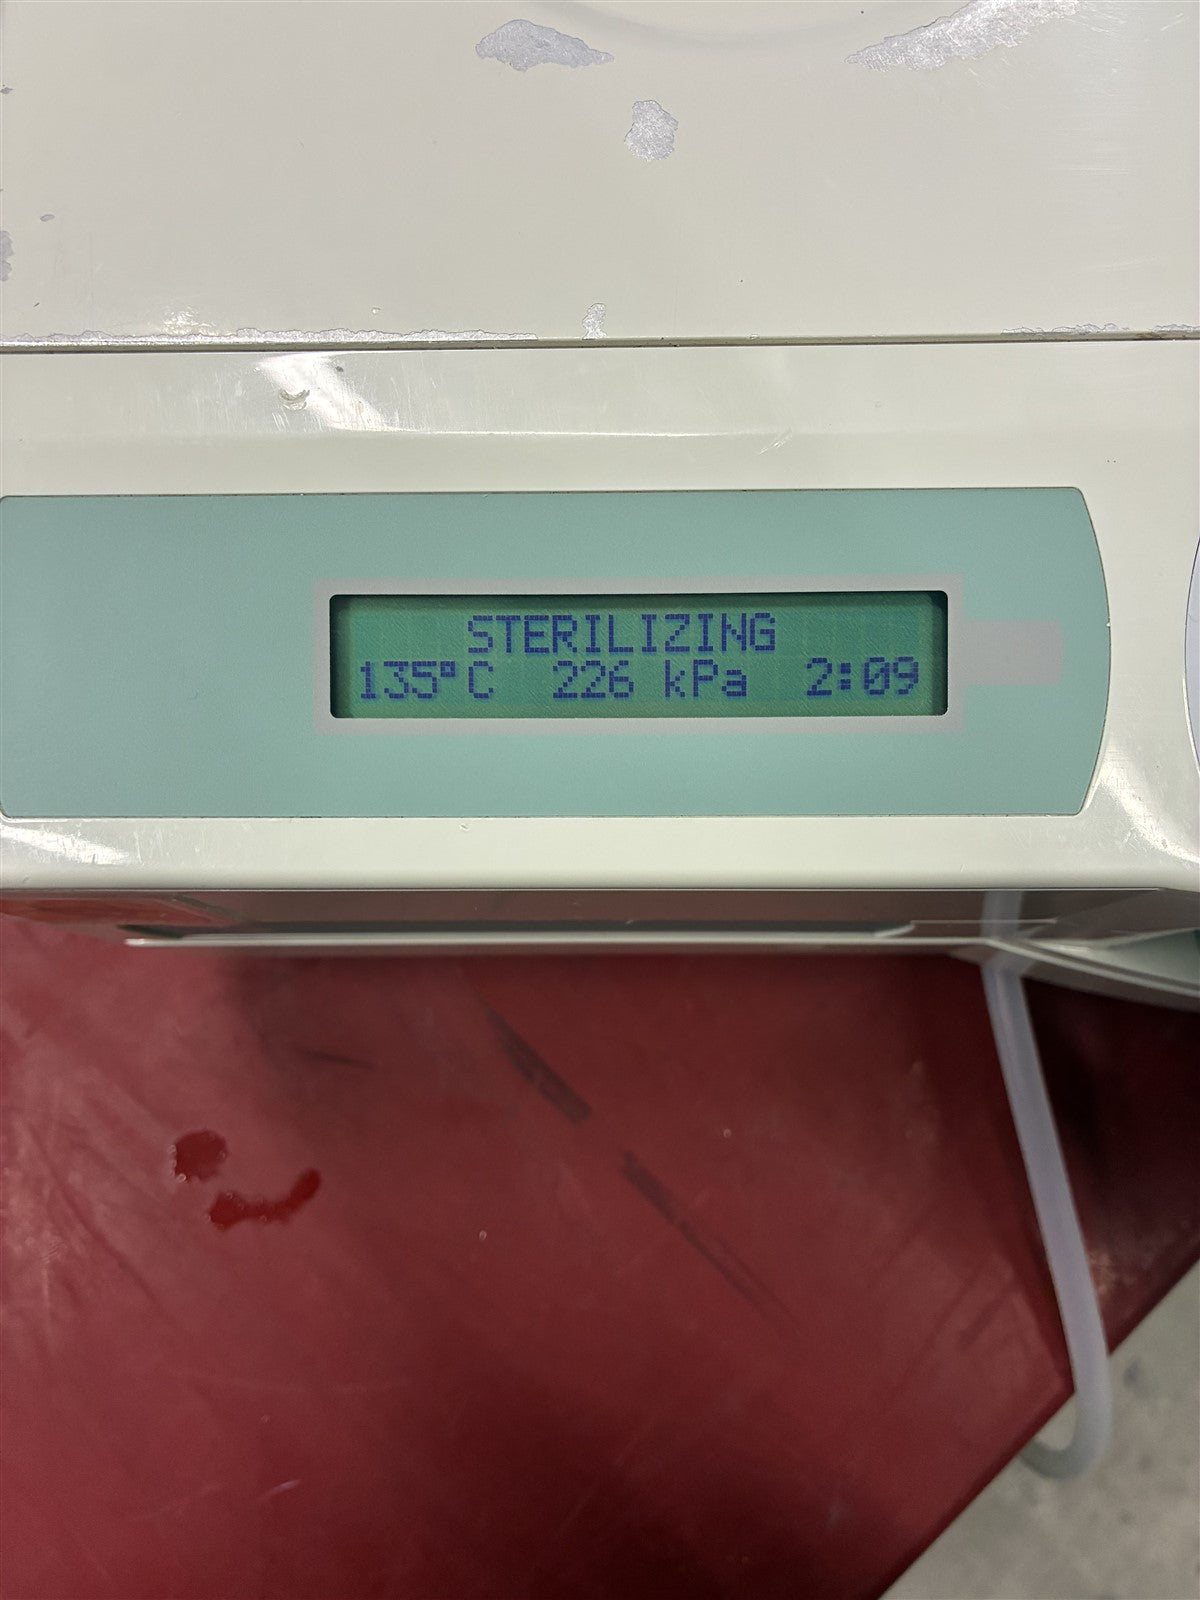 STERILIZING
135°C 226 kPa 2:09